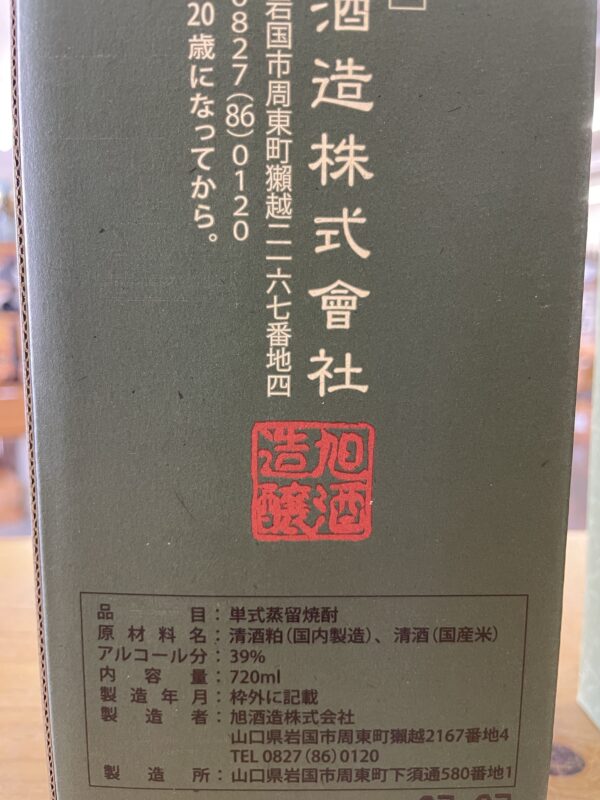 酒造株式會社
岩国市周東町獺越二一六七番地四
0827(86)0120
20歳になってから。
旭酒
造醸
品目：単式蒸留焼酎
原材料名：清酒粕(国内製造)、清酒(国産米)
アルコール分：39%
内容量：720ml
製造年月：枠外に記載
製造者：旭酒造株式会社
山口県岩国市周東町獺越2167番地4
TEL 0827(86)0120
製造所：山口県岩国市周東町下須通580番地1